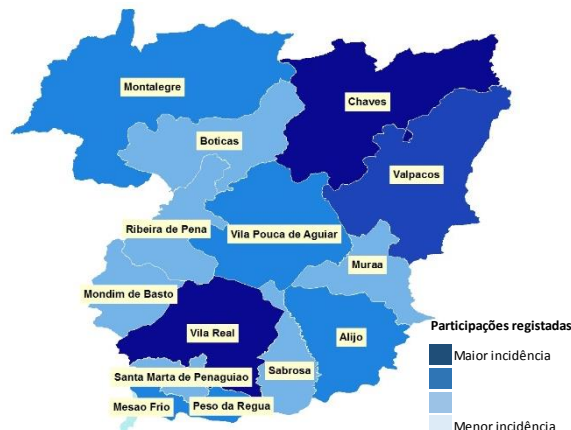 Montalegre
Chaves
Boticas
Valpacos
Ribeira de Pena
Vila Pouca de Aguiar
Muraa
Mondim de Basto
Vila Real
Alijo
Participações registadas
Maior incidência
Santa Marta de Penaguiao
Sabrosa
Mesao Frio
Peso da Regua
Menor incidência